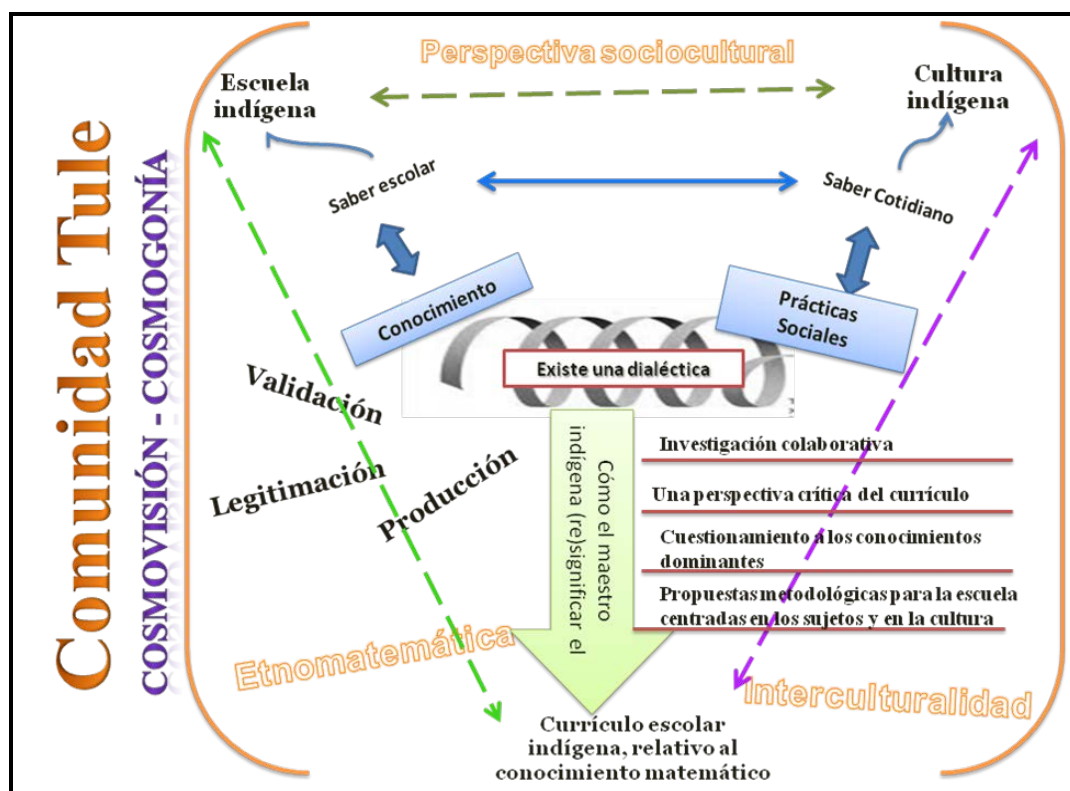 Comunidad Tule
COSMOVISIÓN - COSMOGONÍA
Perspectiva sociocultural
Escuela
indígena
Cultura
indígena
Saber escolar
Saber Cotidiano
Conocimiento
Prácticas
Sociales
Existe una dialéctica
Validación
Legitimación
Producción
Cómo el maestro
indígena (re)significar el
Investigación colaborativa
Una perspectiva crítica del currículo
Cuestionamiento a los conocimientos
dominantes
Propuestas metodológicas para la escuela
centradas en los sujetos y en la cultura
Etnomatemática
Interculturalidad
Currículo escolar
indígena, relativo al
conocimiento matemático